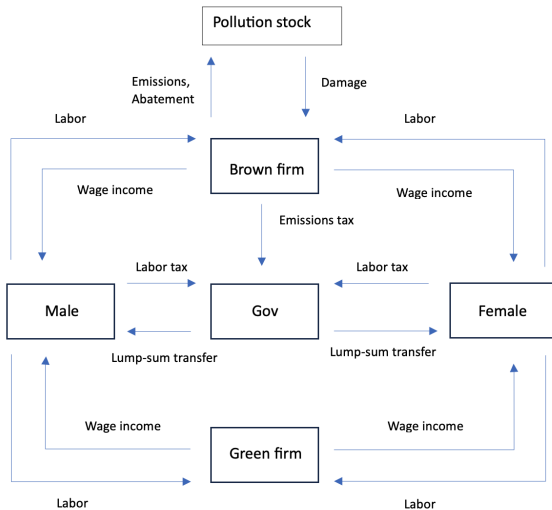 Pollution stock
Emissions,
Abatement
Damage
Labor
Labor
Brown firm
Wage income
Wage income
Emissions tax
Labor tax
Labor tax
Male
Gov
Female
Lump-sum transfer
Lump-sum transfer
Wage income
Wage income
Green firm
Labor
Labor